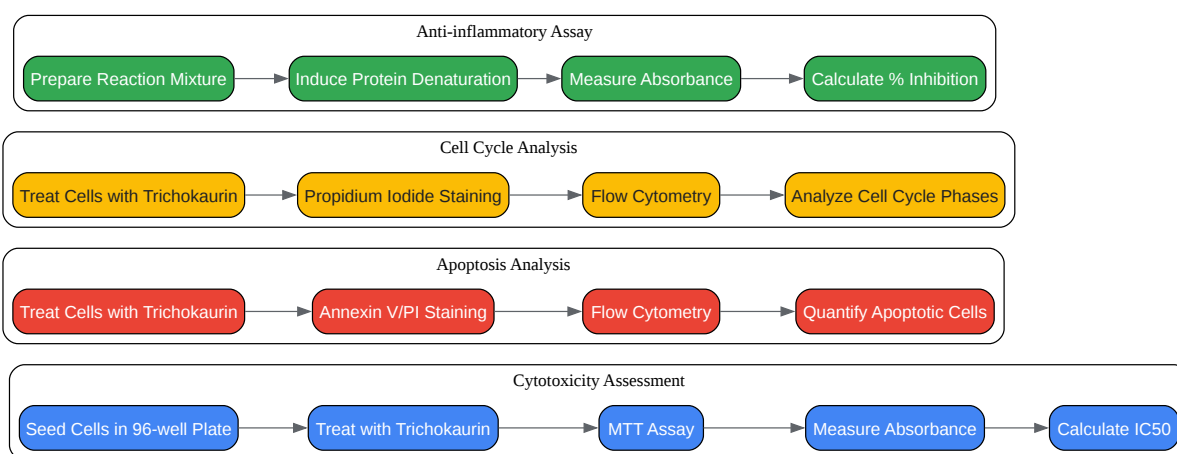 Anti-inflammatory Assay
Prepare Reaction Mixture
Induce Protein Denaturation
Measure Absorbance
Calculate % Inhibition
Cell Cycle Analysis
Treat Cells with Trichokaurin
Propidium Iodide Staining
Flow Cytometry
Analyze Cell Cycle Phases
Apoptosis Analysis
Treat Cells with Trichokaurin
Annexin V/PI Staining
Flow Cytometry
Quantify Apoptotic Cells
Cytotoxicity Assessment
Seed Cells in 96-well Plate
Treat with Trichokaurin
MTT Assay
Measure Absorbance
Calculate IC50